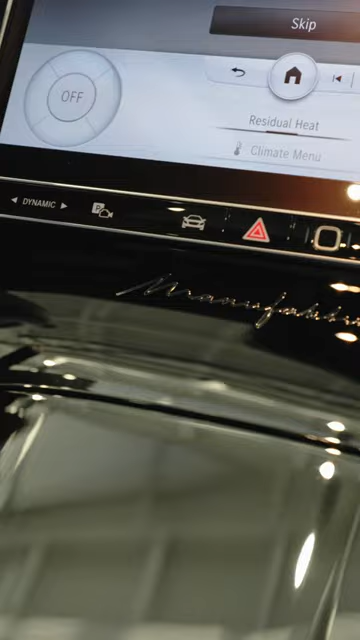 Skip
OFF
Residual Heat
Climate Menu
DYNAMIC
P